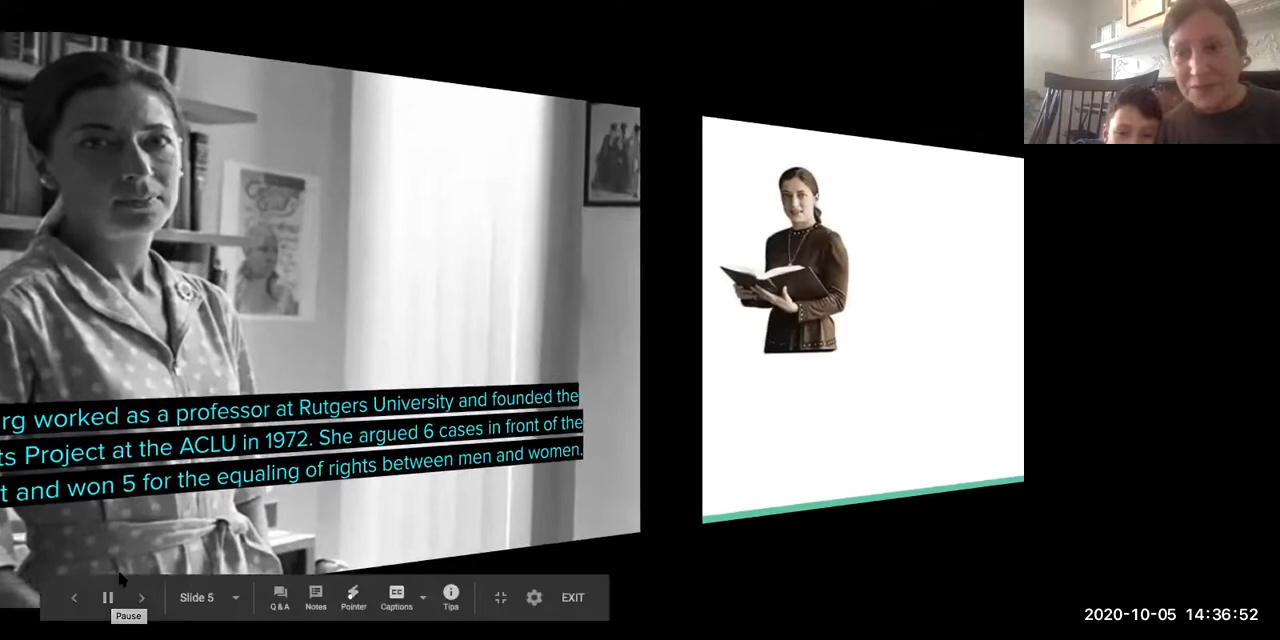 rg worked as a professor at Rutgers University and founded the
ts Project at the ACLU in 1972. She argued 6 cases in front of the
t and won 5 for the equaling of rights between men and women.
Slide 5
Q & A
Notes
Pointer
CC
Captions
Tips
EXIT
Pause
2020-10-05 14:36:52